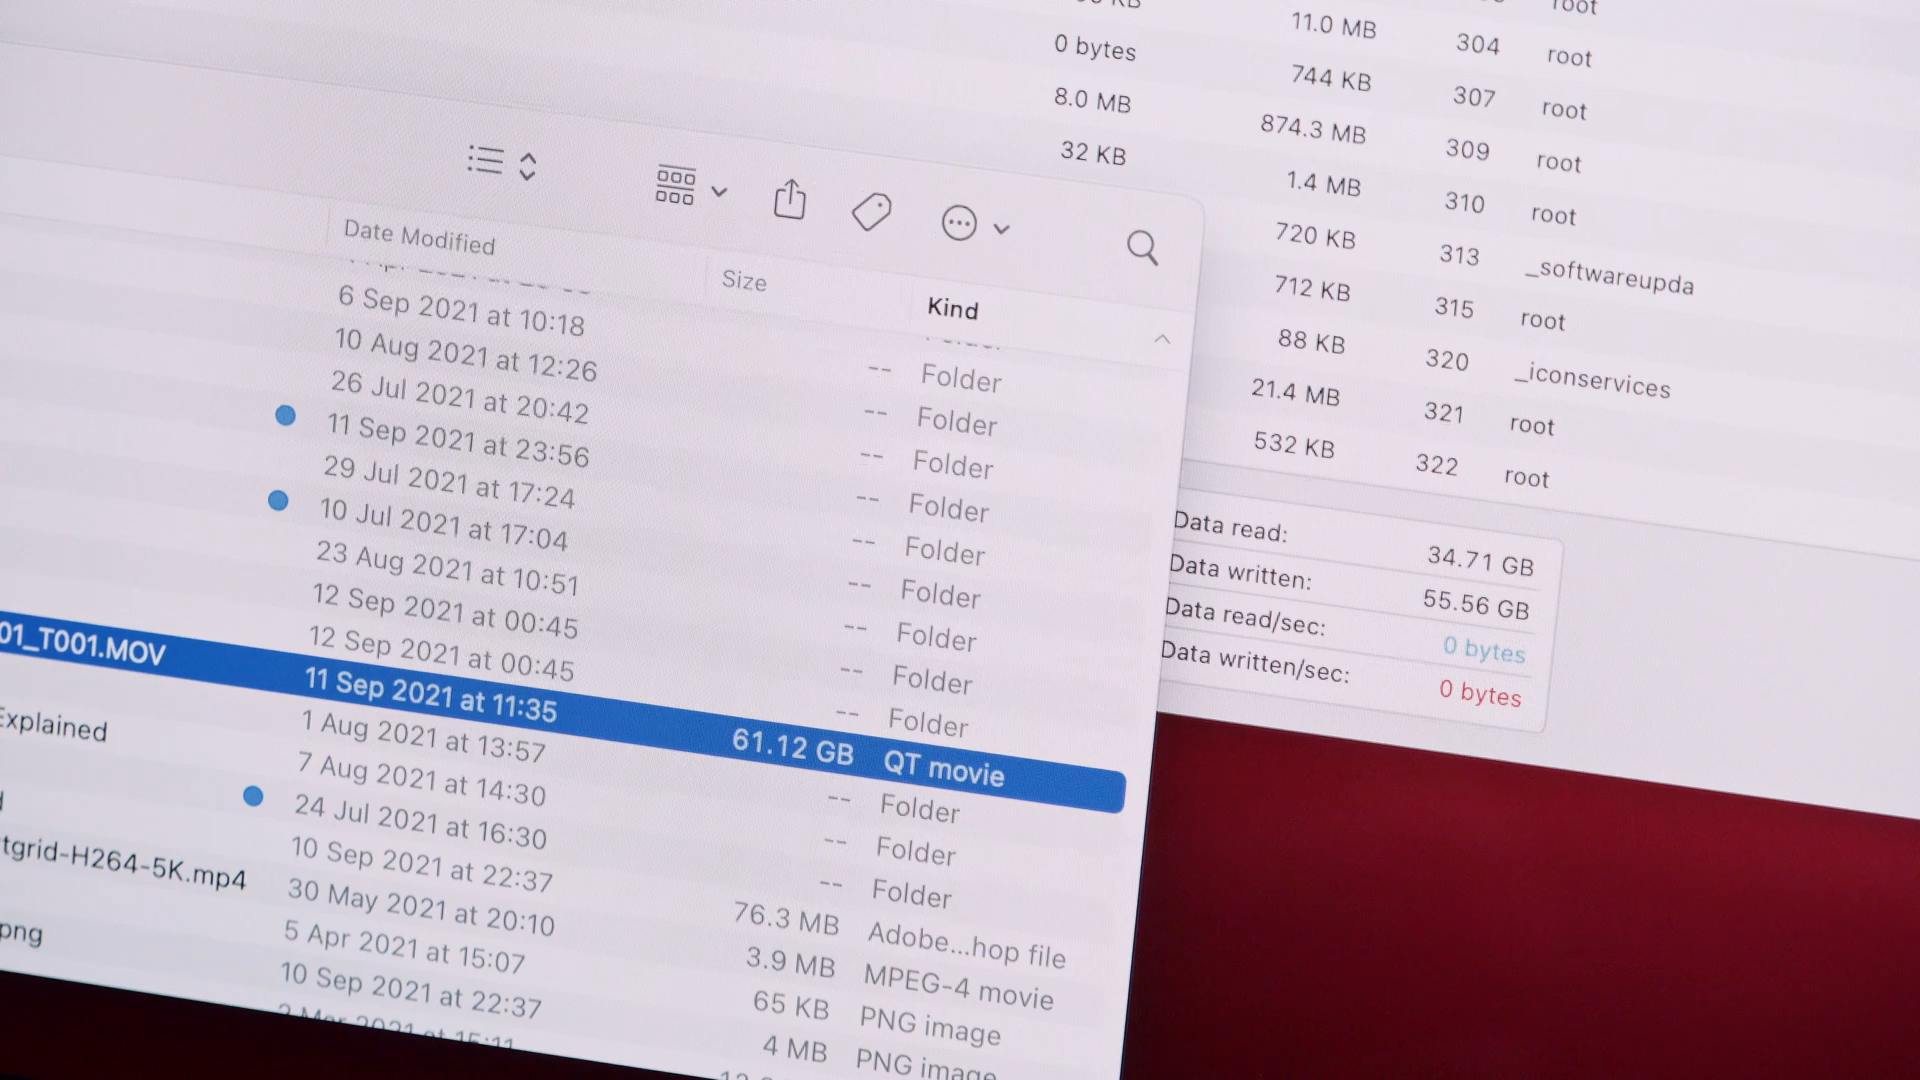 11.0 MB 304 root
0 bytes 744 KB 307 root
8.0 MB 874.3 MB 309 root
32 KB 1.4 MB 310 root
720 KB 313 _softwareupda
712 KB 315 root
88 KB 320 _iconservices
21.4 MB 321 root
532 KB 322 root
Data read: 34.71 GB
Data written: 55.56 GB
Data read/sec: 0 bytes
Data written/sec: 0 bytes
Date Modified Size Kind
6 Sep 2021 at 10:18 -- Folder
10 Aug 2021 at 12:26 -- Folder
26 Jul 2021 at 20:42 -- Folder
11 Sep 2021 at 23:56 -- Folder
29 Jul 2021 at 17:24 -- Folder
10 Jul 2021 at 17:04 -- Folder
23 Aug 2021 at 10:51 -- Folder
12 Sep 2021 at 00:45 -- Folder
12 Sep 2021 at 00:45 -- Folder
01_T001.MOV 11 Sep 2021 at 11:35 61.12 GB QT movie
1 Aug 2021 at 13:57 -- Folder
Explained 7 Aug 2021 at 14:30 -- Folder
24 Jul 2021 at 16:30 -- Folder
10 Sep 2021 at 22:37 76.3 MB Adobe...hop file
tgrid-H264-5K.mp4 30 May 2021 at 20:10 3.9 MB MPEG-4 movie
5 Apr 2021 at 15:07 65 KB PNG image
png 10 Sep 2021 at 22:37 4 MB PNG image